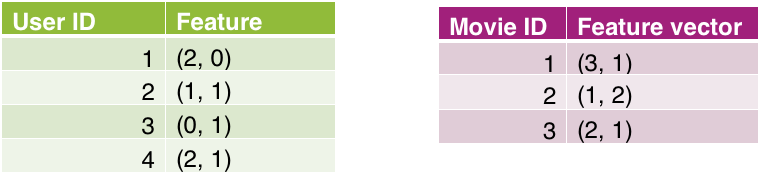 User ID Feature
1 (2, 0)
2 (1, 1)
3 (0, 1)
4 (2, 1)
Movie ID Feature vector
1 (3, 1)
2 (1, 2)
3 (2, 1)